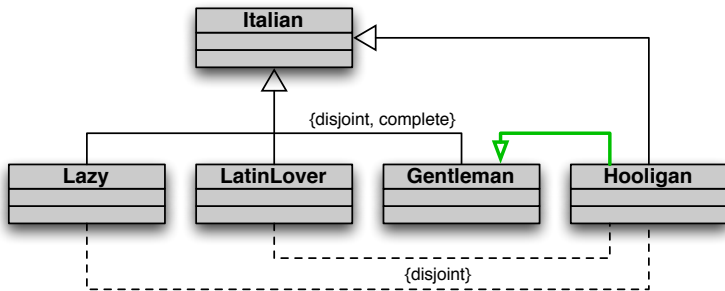 Italian
{disjoint, complete}
Lazy
LatinLover
Gentleman
Hooligan
{disjoint}